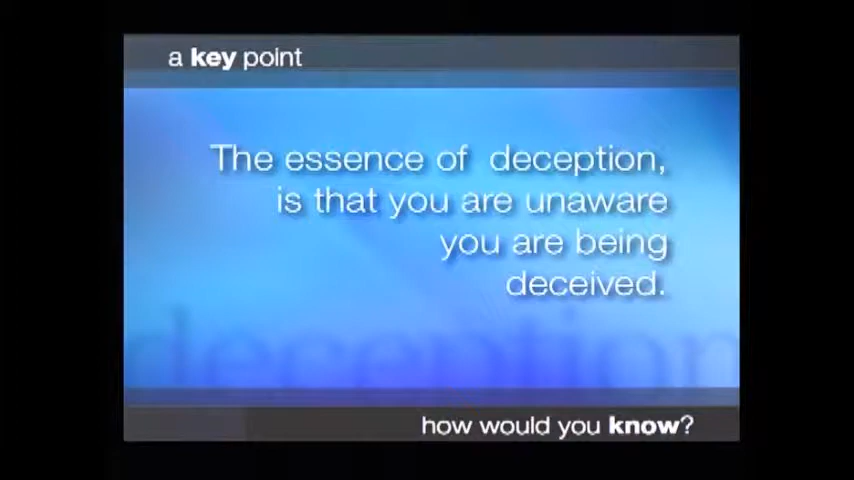 a key point
The essence of deception,
is that you are unaware
you are being
deceived.
deception
how would you know?